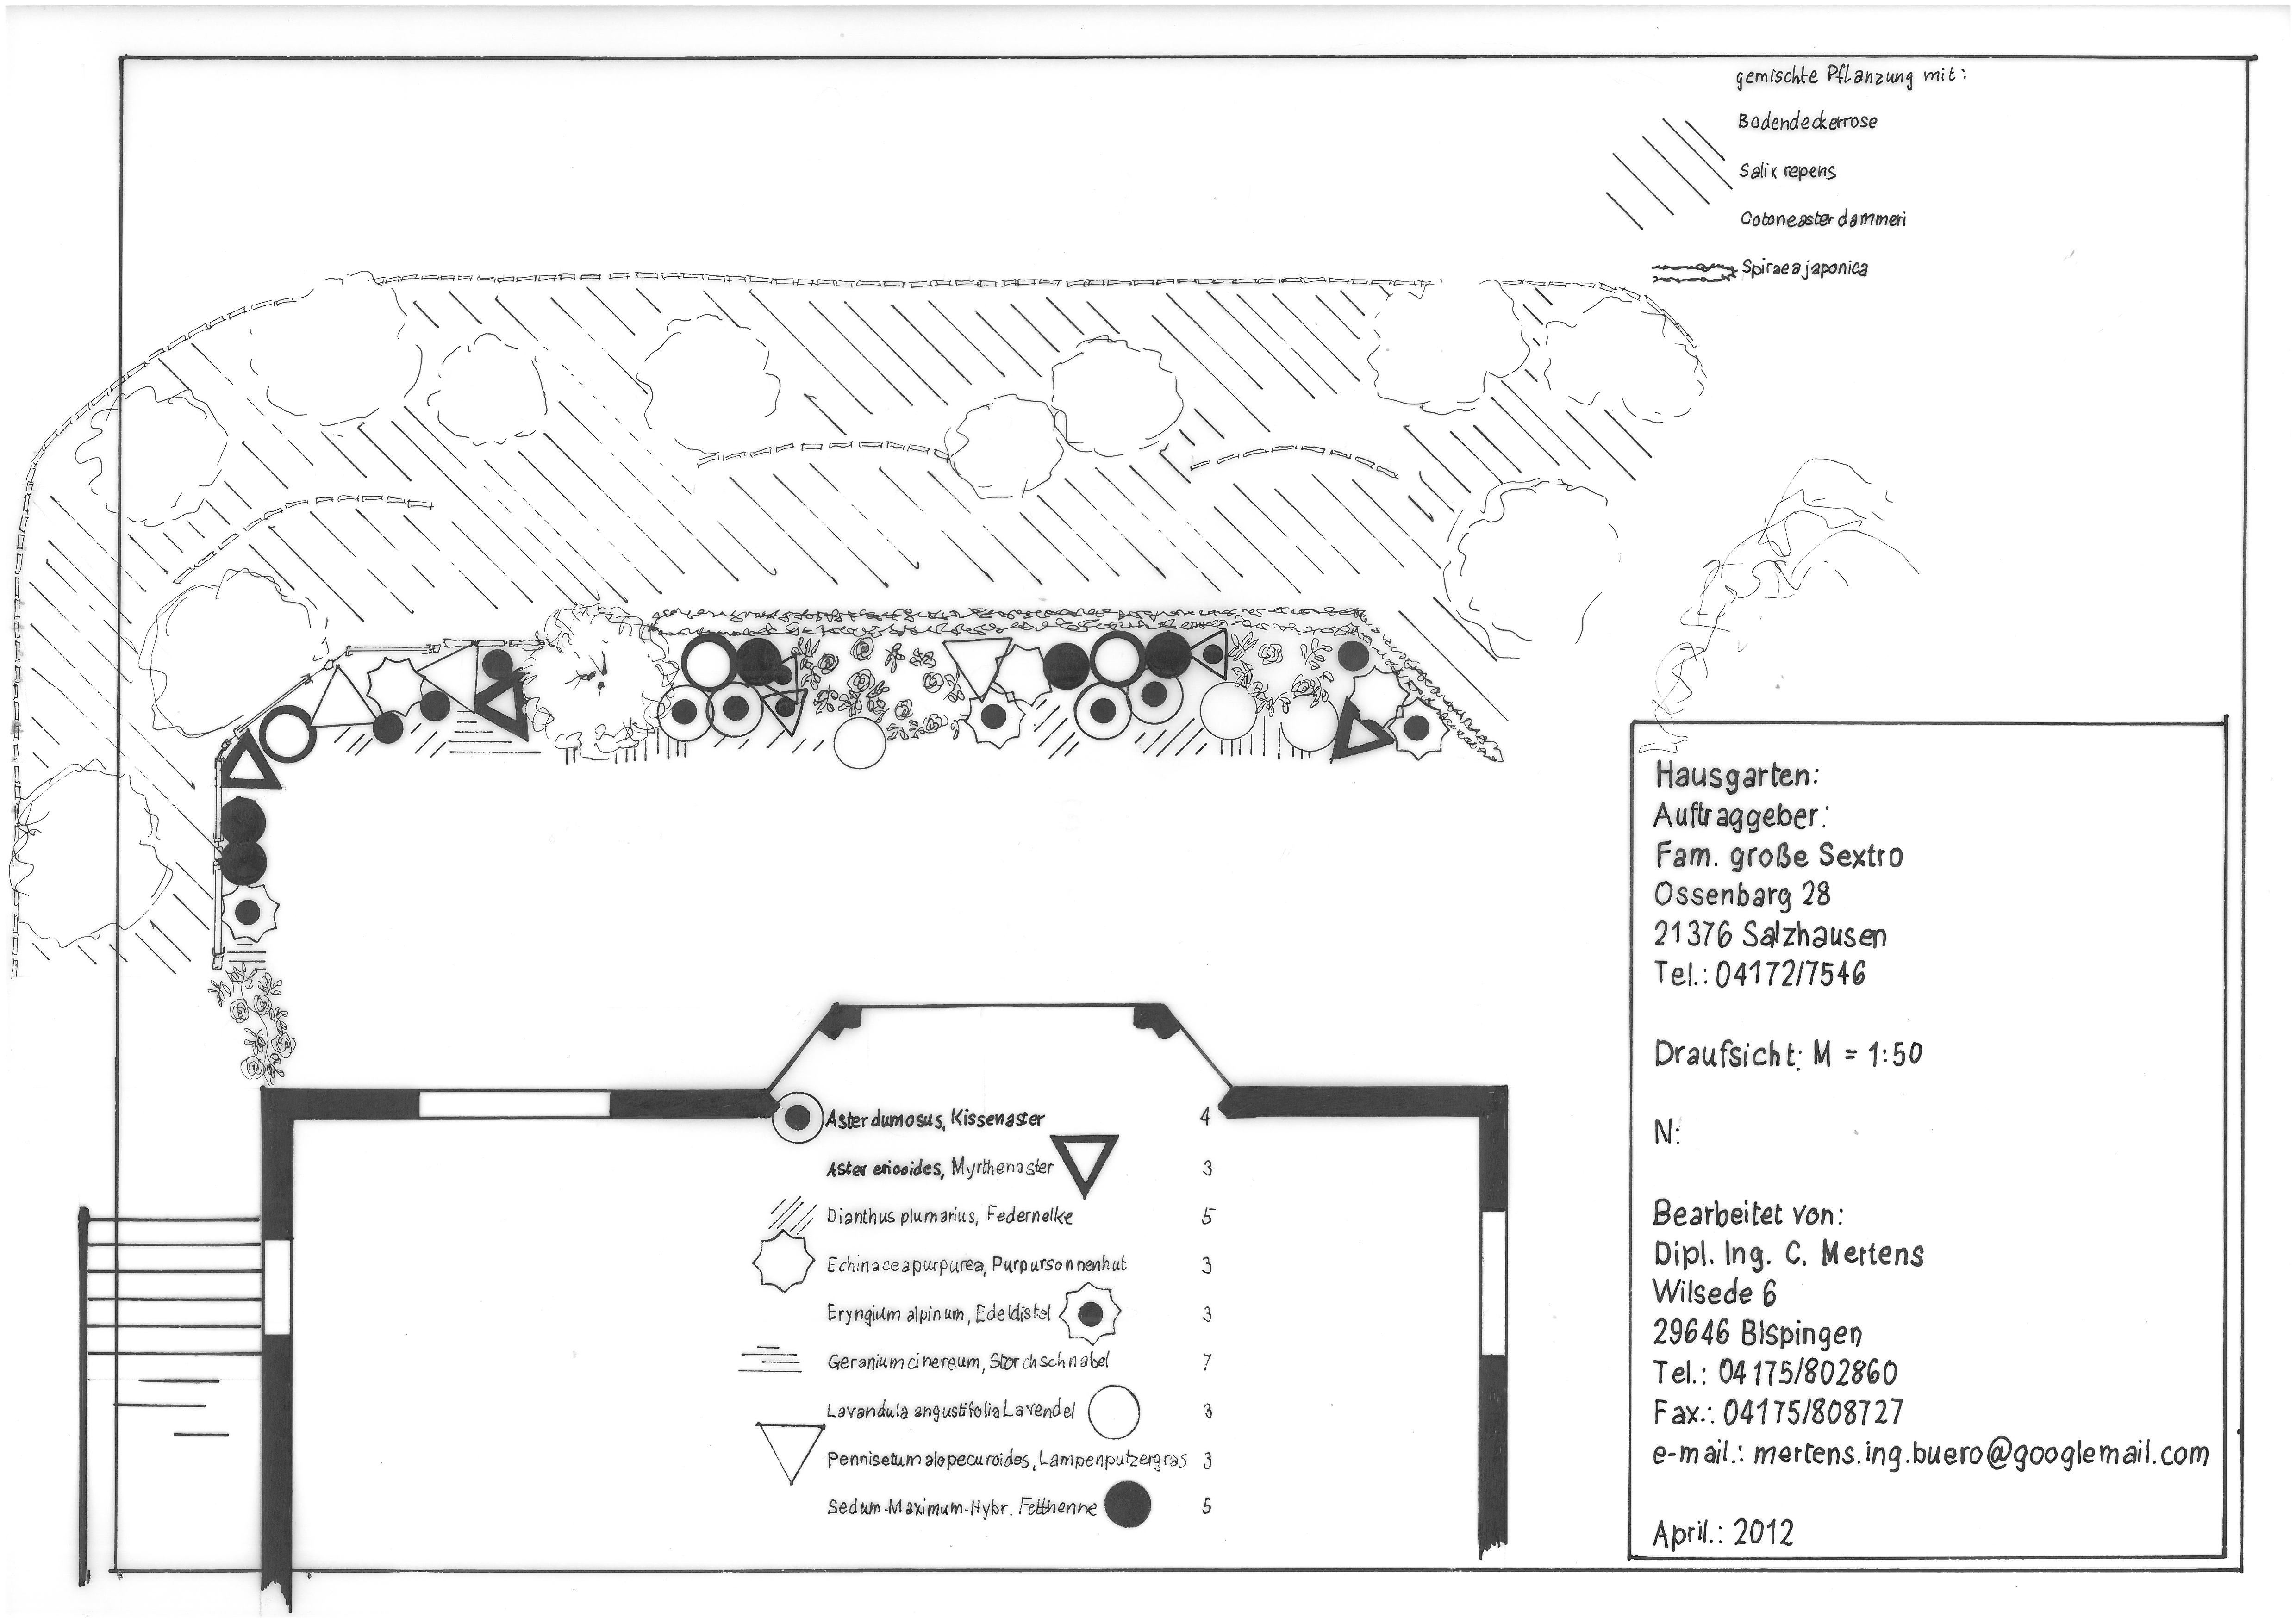 gemischte Pflanzung mit:
Bodendeckerrose
Salix repens
Cotoneaster dammeri
Spiraea japonica
Hausgarten:
Auftraggeber:
Fam. große Sextro
Ossenbarg 28
21376 Salzhausen
Tel.: 04172/7546
Draufsicht: M = 1:50
N:
Bearbeitet von:
Dipl. Ing. C. Mertens
Wilsede 6
29646 BIspingen
Tel.: 04175/802860
Fax.: 04175/808727
e-mail.: mertens.ing.buero@googlemail.com
April.: 2012
Aster dumosus, Kissenaster 4
Aster ericoides, Myrthenaster 3
Dianthus plumarius, Federnelke 5
Echinacea purpurea, Purpursonnenhut 3
Eryngium alpinum, Edeldistel 3
Geranium cinereum, Storchschnabel 7
Lavandula angustifolia Lavendel 3
Pennisetum alopecuroides, Lampenputzergras 3
Sedum-Maximum-Hybr. Fetthenne 5